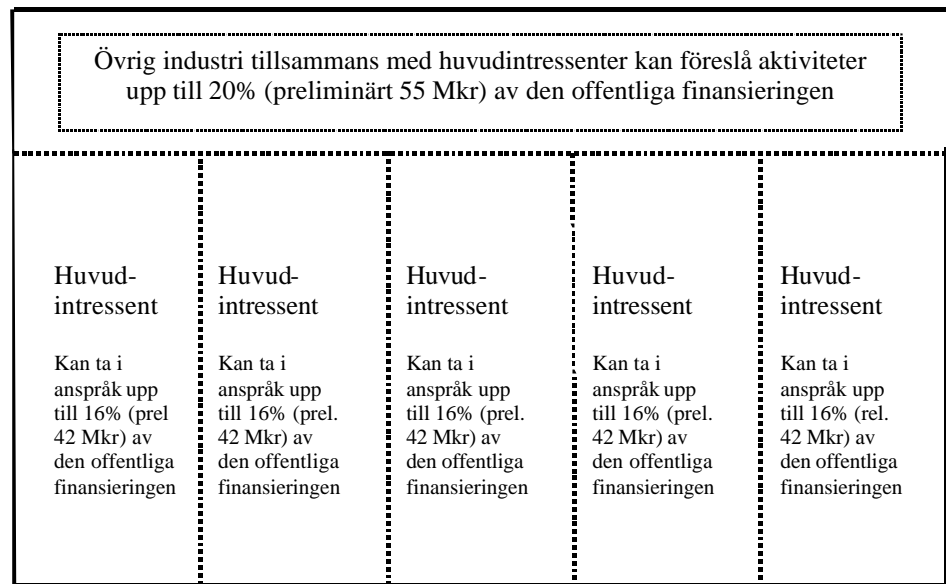 Övrig industri tillsammans med huvudintressenter kan föreslå aktiviteter
upp till 20% (preliminärt 55 Mkr) av den offentliga finansieringen
Huvud-
intressent
Kan ta i
anspråk upp
till 16% (prel
42 Mkr) av
den offentliga
finansieringen
Huvud-
intressent
Kan ta i
anspråk upp
till 16% (prel.
42 Mkr) av
den offentliga
finansieringen
Huvud-
intressent
Kan ta i
anspråk upp
till 16% (prel.
42 Mkr) av
den offentliga
finansieringen
Huvud-
intressent
Kan ta i
anspråk upp
till 16% (prel.
42 Mkr) av
den offentliga
finansieringen
Huvud-
intressent
Kan ta i
anspråk upp
till 16% (rel.
42 Mkr) av
den offentliga
finansieringen